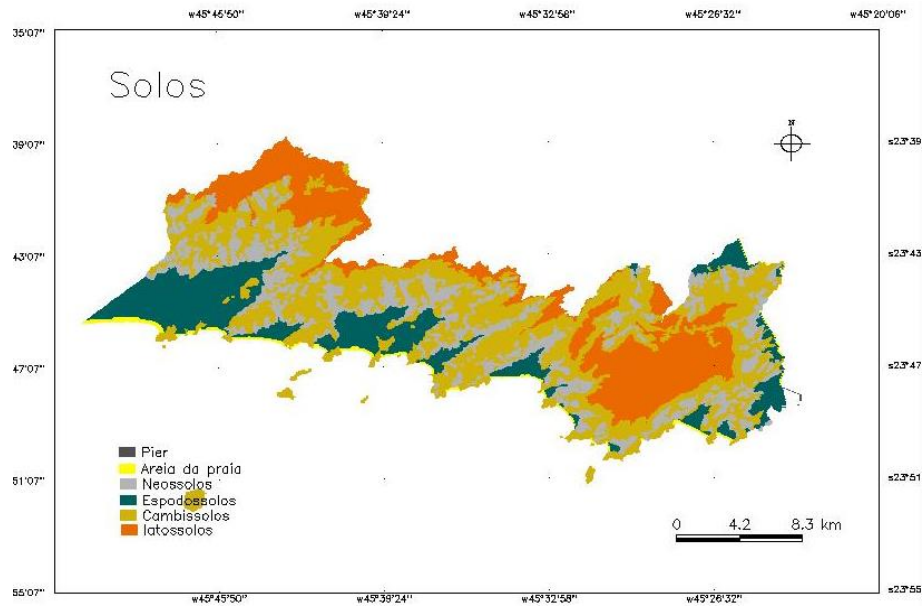 w45°45'50" w45°39'24" w45°32'58" w45°26'32" w45°20'06"
35'07"
Solos
N
39'07" s23°39
43'07" s23°43
47'07" s23°47
Pier
Areia da praia
Neossolos
51'07" s23°51
Espodossolos
Cambissolos
latossolos
0 4.2 8.3 km
55'07" s23°55
w45°45'50" w45°39'24" w45°32'58" w45°26'32"